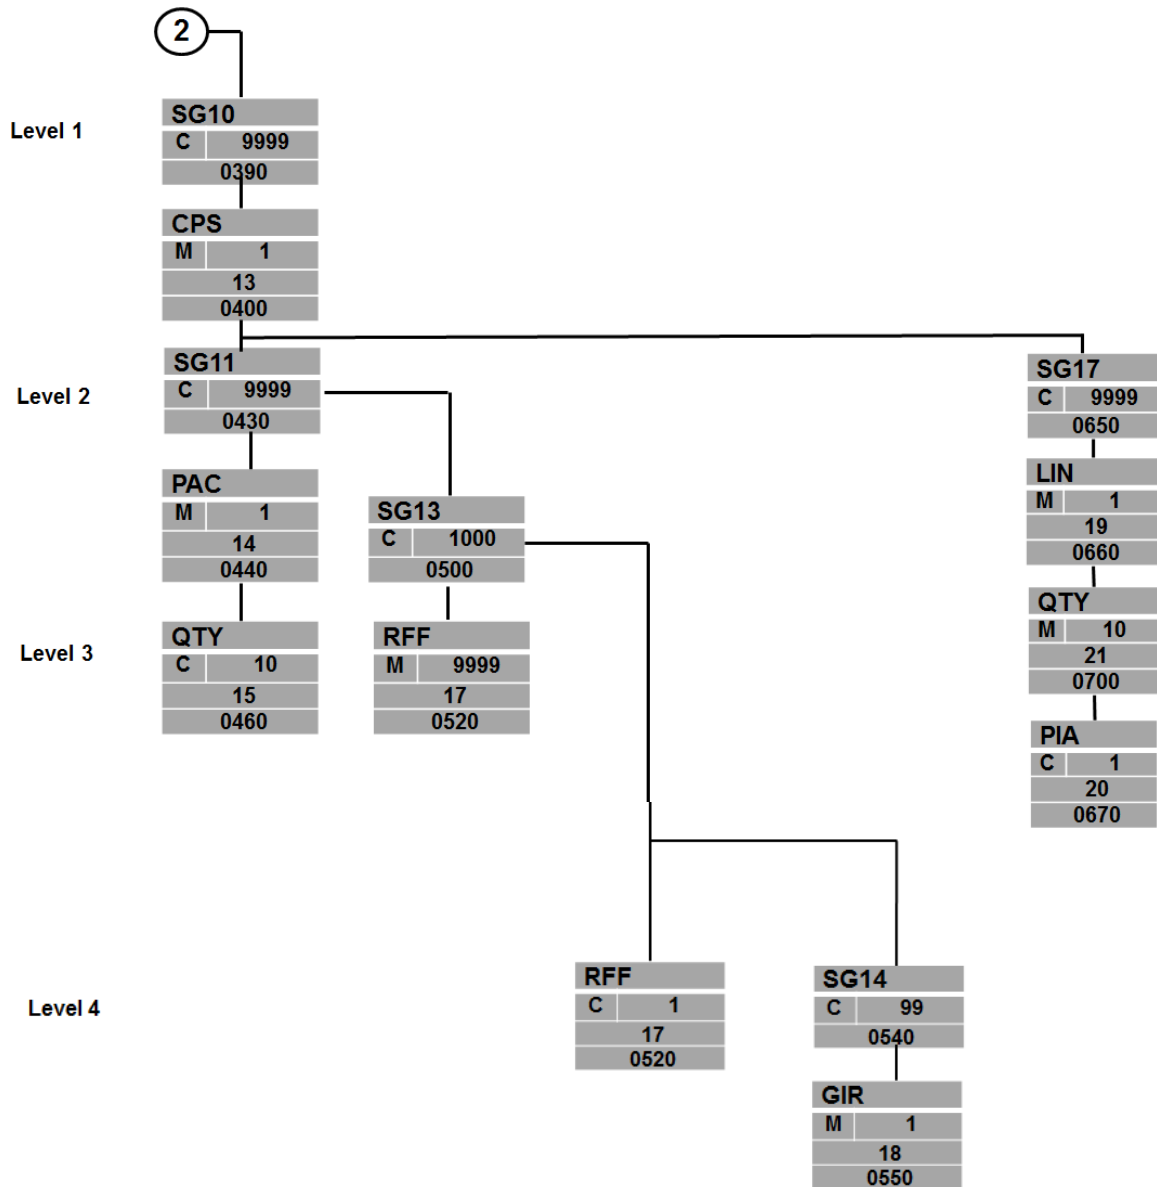 2
Level 1
SG10
C 9999
0390
CPS
M 1
13
0400
Level 2
SG11
C 9999
0430
SG17
C 9999
0650
PAC
M 1
14
0440
SG13
C 1000
0500
LIN
M 1
19
0660
Level 3
QTY
C 10
15
0460
RFF
M 9999
17
0520
QTY
M 10
21
0700
PIA
C 1
20
0670
Level 4
RFF
C 1
17
0520
SG14
C 99
0540
GIR
M 1
18
0550